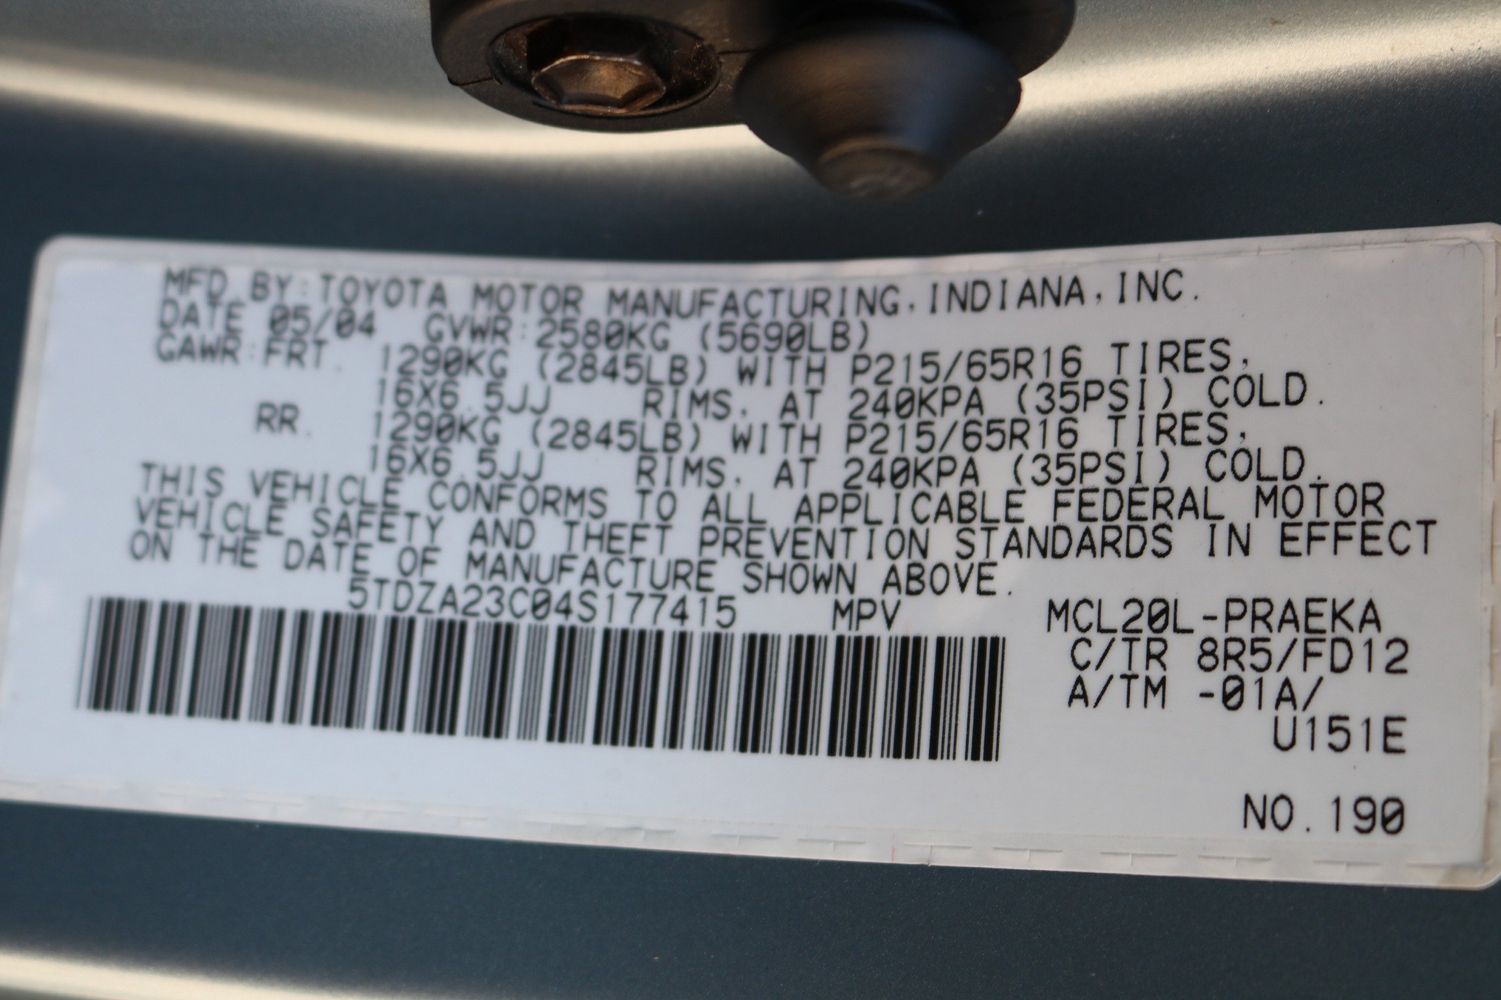 MFD BY:TOYOTA MOTOR MANUFACTURING,INDIANA,INC.
DATE 05/04 GVWR:2580KG (5690LB)
GAWR:FRT. 1290KG (2845LB) WITH P215/65R16 TIRES,
16X6.5JJ RIMS, AT 240KPA (35PSI) COLD.
RR. 1290KG (2845LB) WITH P215/65R16 TIRES,
16X6.5JJ RIMS, AT 240KPA (35PSI) COLD.
THIS VEHICLE CONFORMS TO ALL APPLICABLE FEDERAL MOTOR
VEHICLE SAFETY AND THEFT PREVENTION STANDARDS IN EFFECT
ON THE DATE OF MANUFACTURE SHOWN ABOVE.
5TDZA23C04S177415 MPV MCL20L-PRAEKA
C/TR 8R5/FD12
A/TM -01A/
U151E
NO.190